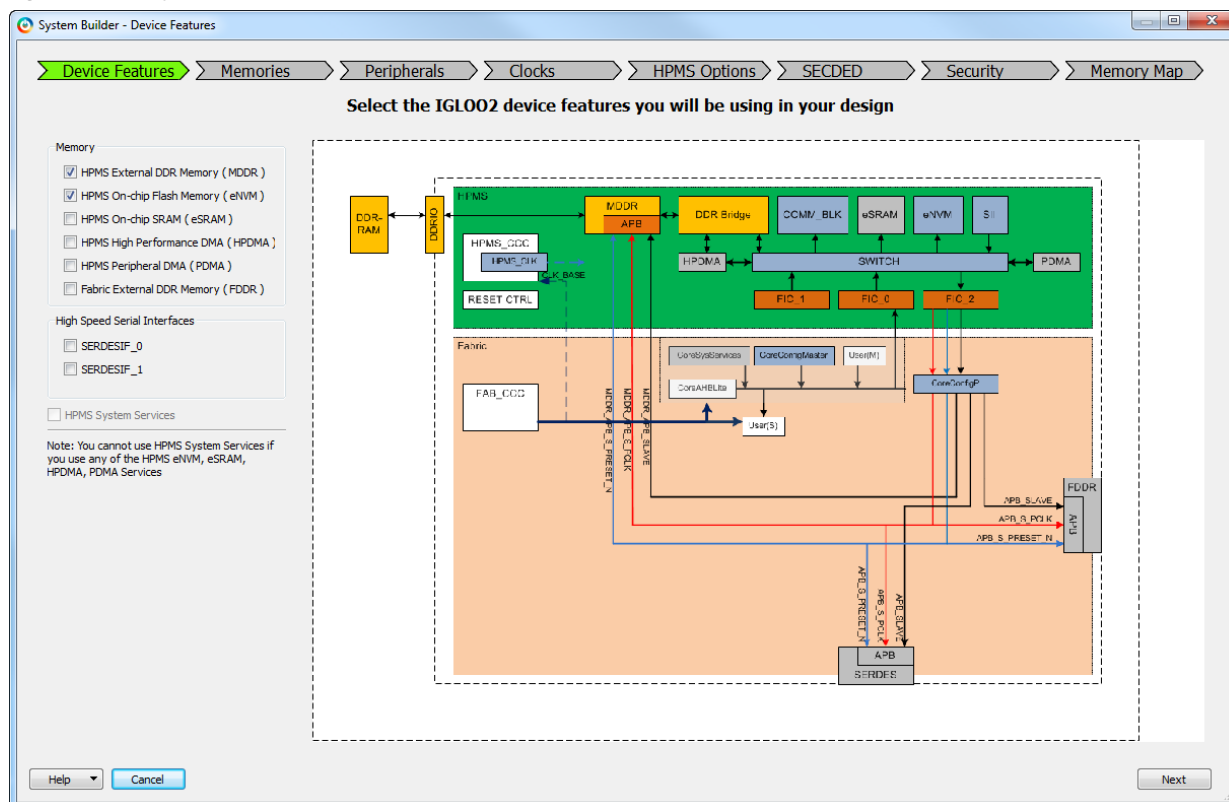 System Builder - Device Features
Device Features
Memories
Peripherals
Clocks
HPMS Options
SECDED
Security
Memory Map
Select the IGLOO2 device features you will be using in your design
Memory
HPMS External DDR Memory ( MDDR )
HPMS On-chip Flash Memory ( eNVM )
HPMS On-chip SRAM ( eSRAM )
HPMS High Performance DMA ( HPDMA )
HPMS Peripheral DMA ( PDMA )
Fabric External DDR Memory ( FDDR )
High Speed Serial Interfaces
SERDESIF_0
SERDESIF_1
HPMS System Services
Note: You cannot use HPMS System Services if
you use any of the HPMS eNVM, eSRAM,
HPDMA, PDMA Services
DDR-
RAM
DDRIO
HPMS
MDDR
APB
DDR Bridge
COMM_BLK
eSRAM
eNVM
SII
HPMS_CCC
HPMS_CLK
CLK_BASE
RESET CTRL
HPDMA
SWITCH
PDMA
FIC_1
FIC_0
FIC_2
Fabric
CoreSysServices
CoreConfigMaster
User(M)
CoreAHBLite
User(S)
CoreConfigP
FAB_CCC
MDDR_APB_S_PRESET_N
MDDR_APB_S_PCLK
MDDR_APB_SLAVE
FDDR
APB
APB_SLAVE
APB_S_PCLK
APB_S_PRESET_N
APB_S_PRESET_N
APB_S_PCLK
APB_SLAVE
APB
SERDES
Help
Cancel
Next